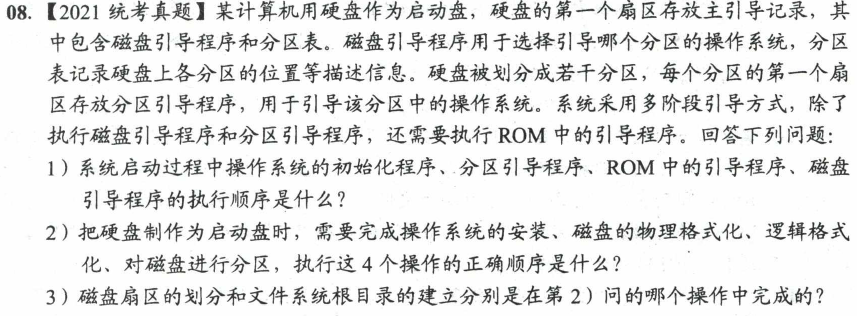 08.【2021 统考真题】某计算机用硬盘作为启动盘，硬盘的第一个扇区存放主引导记录，其
中包含磁盘引导程序和分区表。磁盘引导程序用于选择引导哪个分区的操作系统，分区
表记录硬盘上各分区的位置等描述信息。硬盘被划分成若干分区，每个分区的第一个扇
区存放分区引导程序，用于引导该分区中的操作系统。系统采用多阶段引导方式，除了
执行磁盘引导程序和分区引导程序，还需要执行 ROM 中的引导程序。回答下列问题：
1）系统启动过程中操作系统的初始化程序、分区引导程序、ROM 中的引导程序、磁盘
引导程序的执行顺序是什么？
2）把硬盘制作为启动盘时，需要完成操作系统的安装、磁盘的物理格式化、逻辑格式
化、对磁盘进行分区，执行这 4 个操作的正确顺序是什么？
3）磁盘扇区的划分和文件系统根目录的建立分别是在第 2）问的哪个操作中完成的？